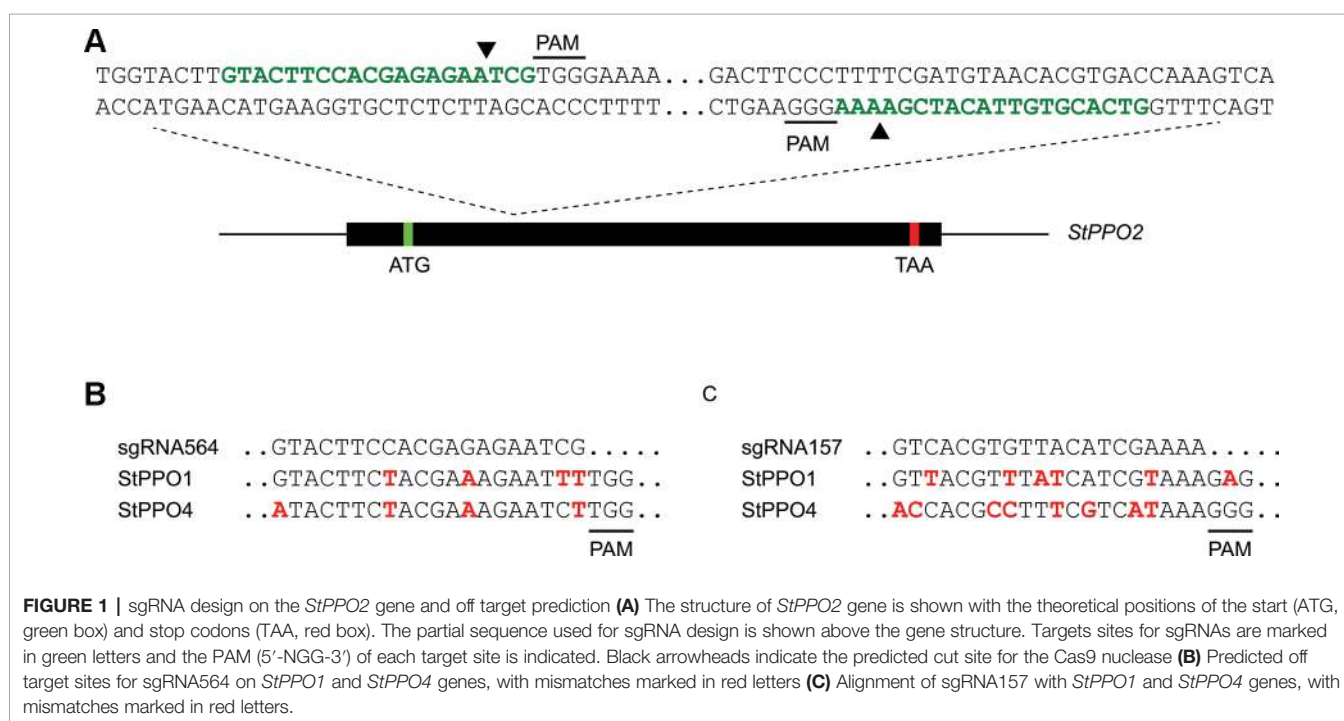 A
PAM
TGGTACTTGTACTTCCACGAGAGAATCGTGGGAAAA...GACTTCCCTTTTCGATGTAACACGTGACCAAAGTCA
ACCATGAACATGAAGGTGCTCTCTTAGCACCCTTTT...CTGAAGGGAAAAGCTACATTGTGCACTGGTTTCAGT
PAM
StPPO2
ATG
TAA
B
sgRNA564 ..GTACTTCCACGAGAGAATCG.....
StPPO1 ..GTACTTCTACGAAAGAATTTTGG..
StPPO4 ..ATACTTCTACGAAAGAATCTTGG..
PAM
C
sgRNA157 ..GTCACGTGTTACATCGAAAA.....
StPPO1 ..GTTACGTTTATCATCGTAAAGAG..
StPPO4 ..ACCACGCCTTTCGTCATAAAGGG..
PAM
FIGURE 1 | sgRNA design on the StPPO2 gene and off target prediction (A) The structure of StPPO2 gene is shown with the theoretical positions of the start (ATG,
green box) and stop codons (TAA, red box). The partial sequence used for sgRNA design is shown above the gene structure. Targets sites for sgRNAs are marked
in green letters and the PAM (5′-NGG-3′) of each target site is indicated. Black arrowheads indicate the predicted cut site for the Cas9 nuclease (B) Predicted off
target sites for sgRNA564 on StPPO1 and StPPO4 genes, with mismatches marked in red letters (C) Alignment of sgRNA157 with StPPO1 and StPPO4 genes, with
mismatches marked in red letters.